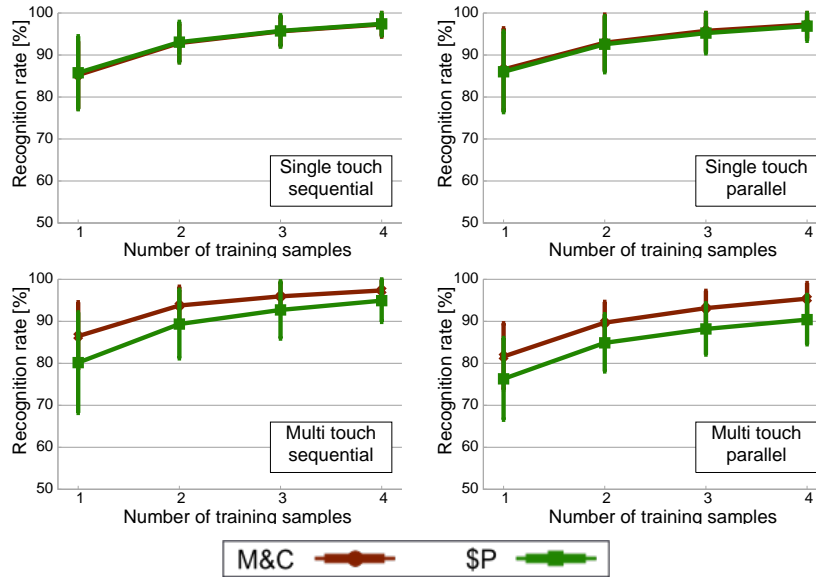 100
90
80
70
60
50
Recognition rate [%]
Single touch
sequential
1 2 3 4
Number of training samples
100
90
80
70
60
50
Recognition rate [%]
Single touch
parallel
1 2 3 4
Number of training samples
100
90
80
70
60
50
Recognition rate [%]
Multi touch
sequential
1 2 3 4
Number of training samples
100
90
80
70
60
50
Recognition rate [%]
Multi touch
parallel
1 2 3 4
Number of training samples
M&C $P